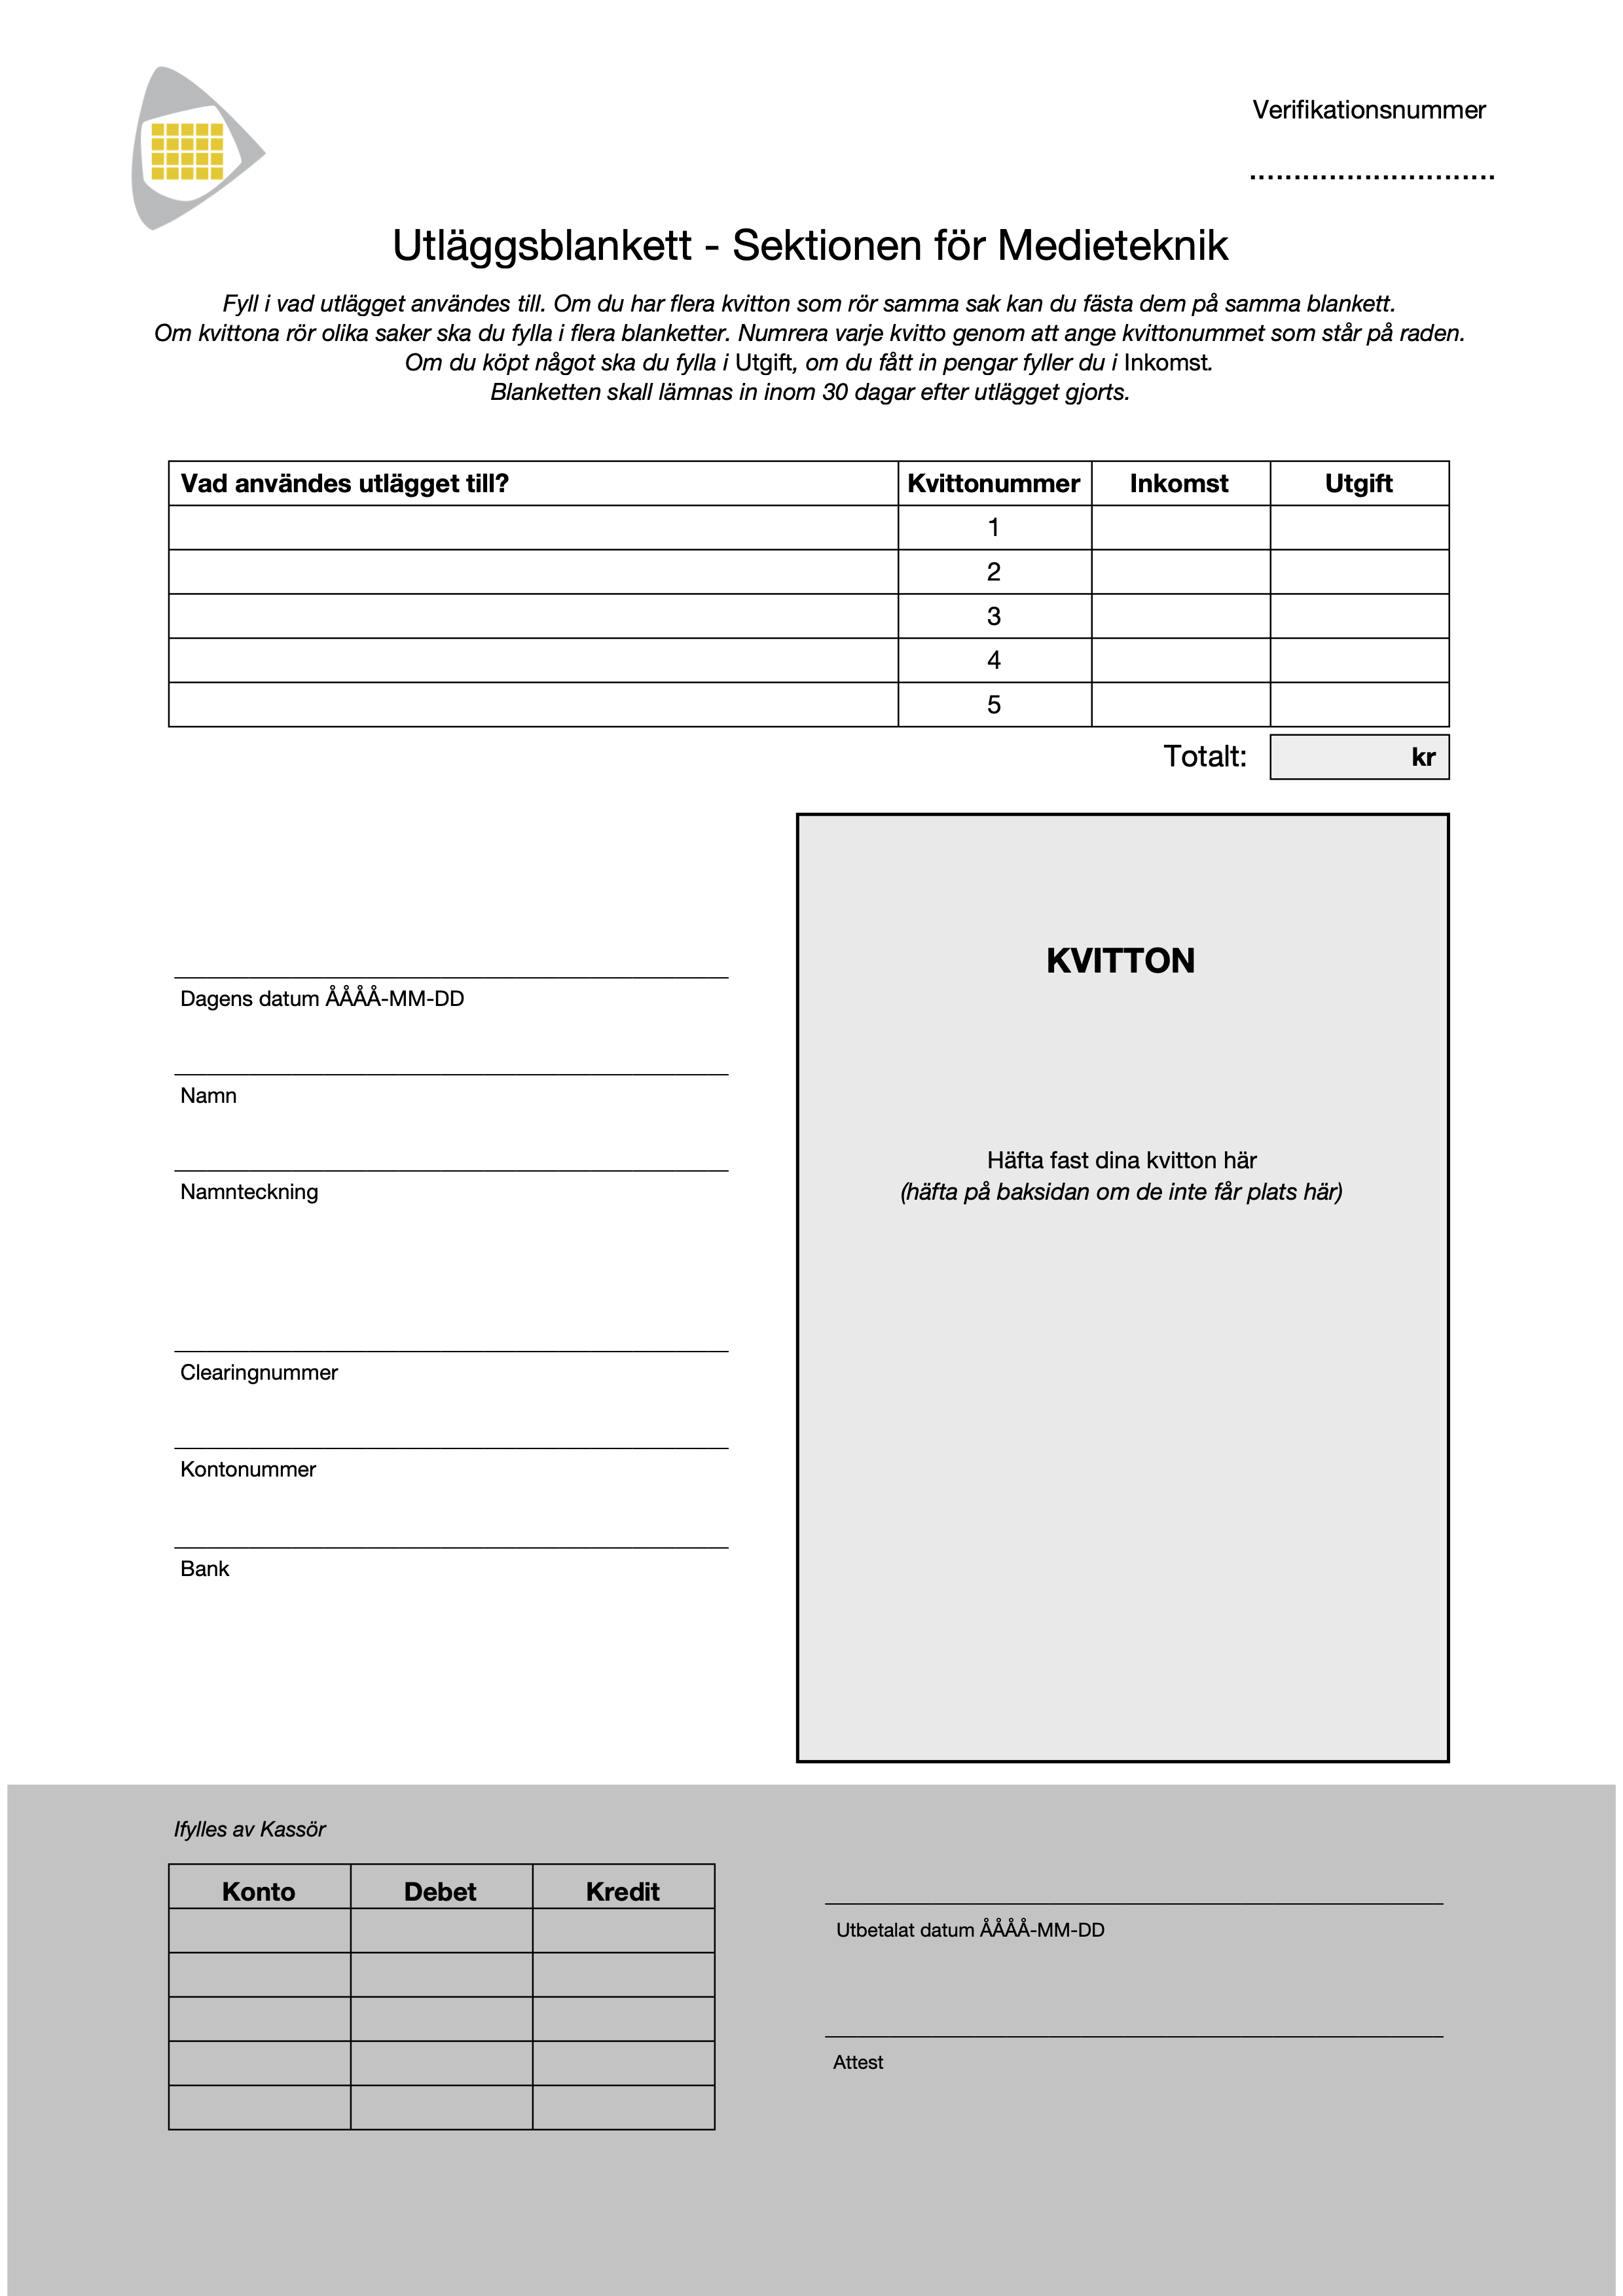 Verifikationsnummer
...........................
Utläggsblankett - Sektionen för Medieteknik
Fyll i vad utlägget användes till. Om du har flera kvitton som rör samma sak kan du fästa dem på samma blankett.
Om kvittona rör olika saker ska du fylla i flera blanketter. Numrera varje kvitto genom att ange kvittonummet som står på raden.
Om du köpt något ska du fylla i Utgift, om du fått in pengar fyller du i Inkomst.
Blanketten skall lämnas in inom 30 dagar efter utlägget gjorts.
Vad användes utlägget till? Kvittonummer Inkomst Utgift
1
2
3
4
5
Totalt: kr
Dagens datum ÅÅÅÅ-MM-DD
Namn
Namnteckning
Clearingnummer
Kontonummer
Bank
KVITTON
Häfta fast dina kvitton här
(häfta på baksidan om de inte får plats här)
Ifylles av Kassör
Konto Debet Kredit
Utbetalat datum ÅÅÅÅ-MM-DD
Attest